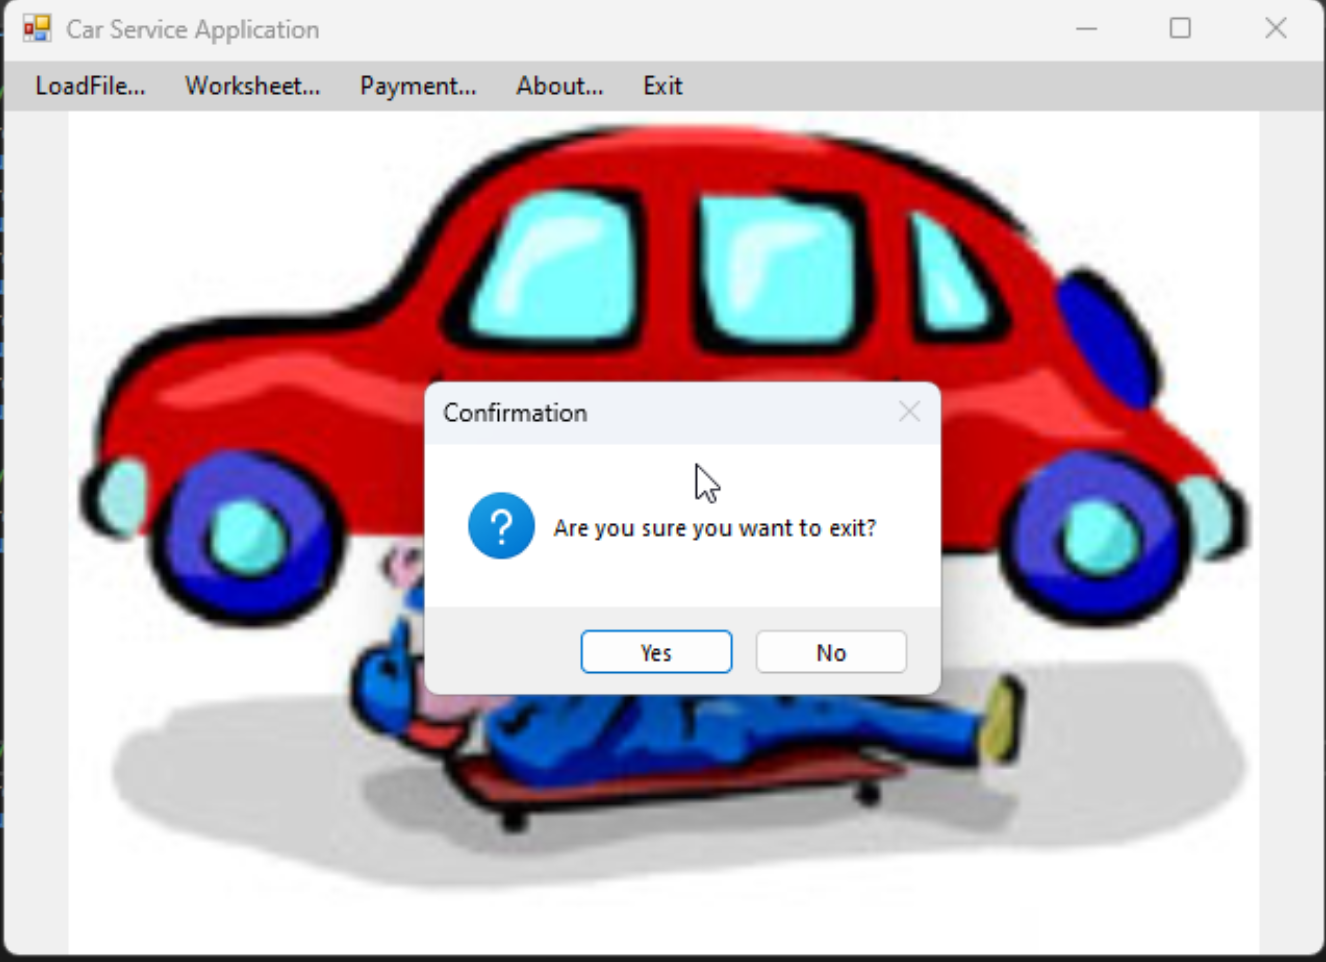 Car Service Application
LoadFile... Worksheet... Payment... About... Exit
Confirmation
Are you sure you want to exit?
Yes No